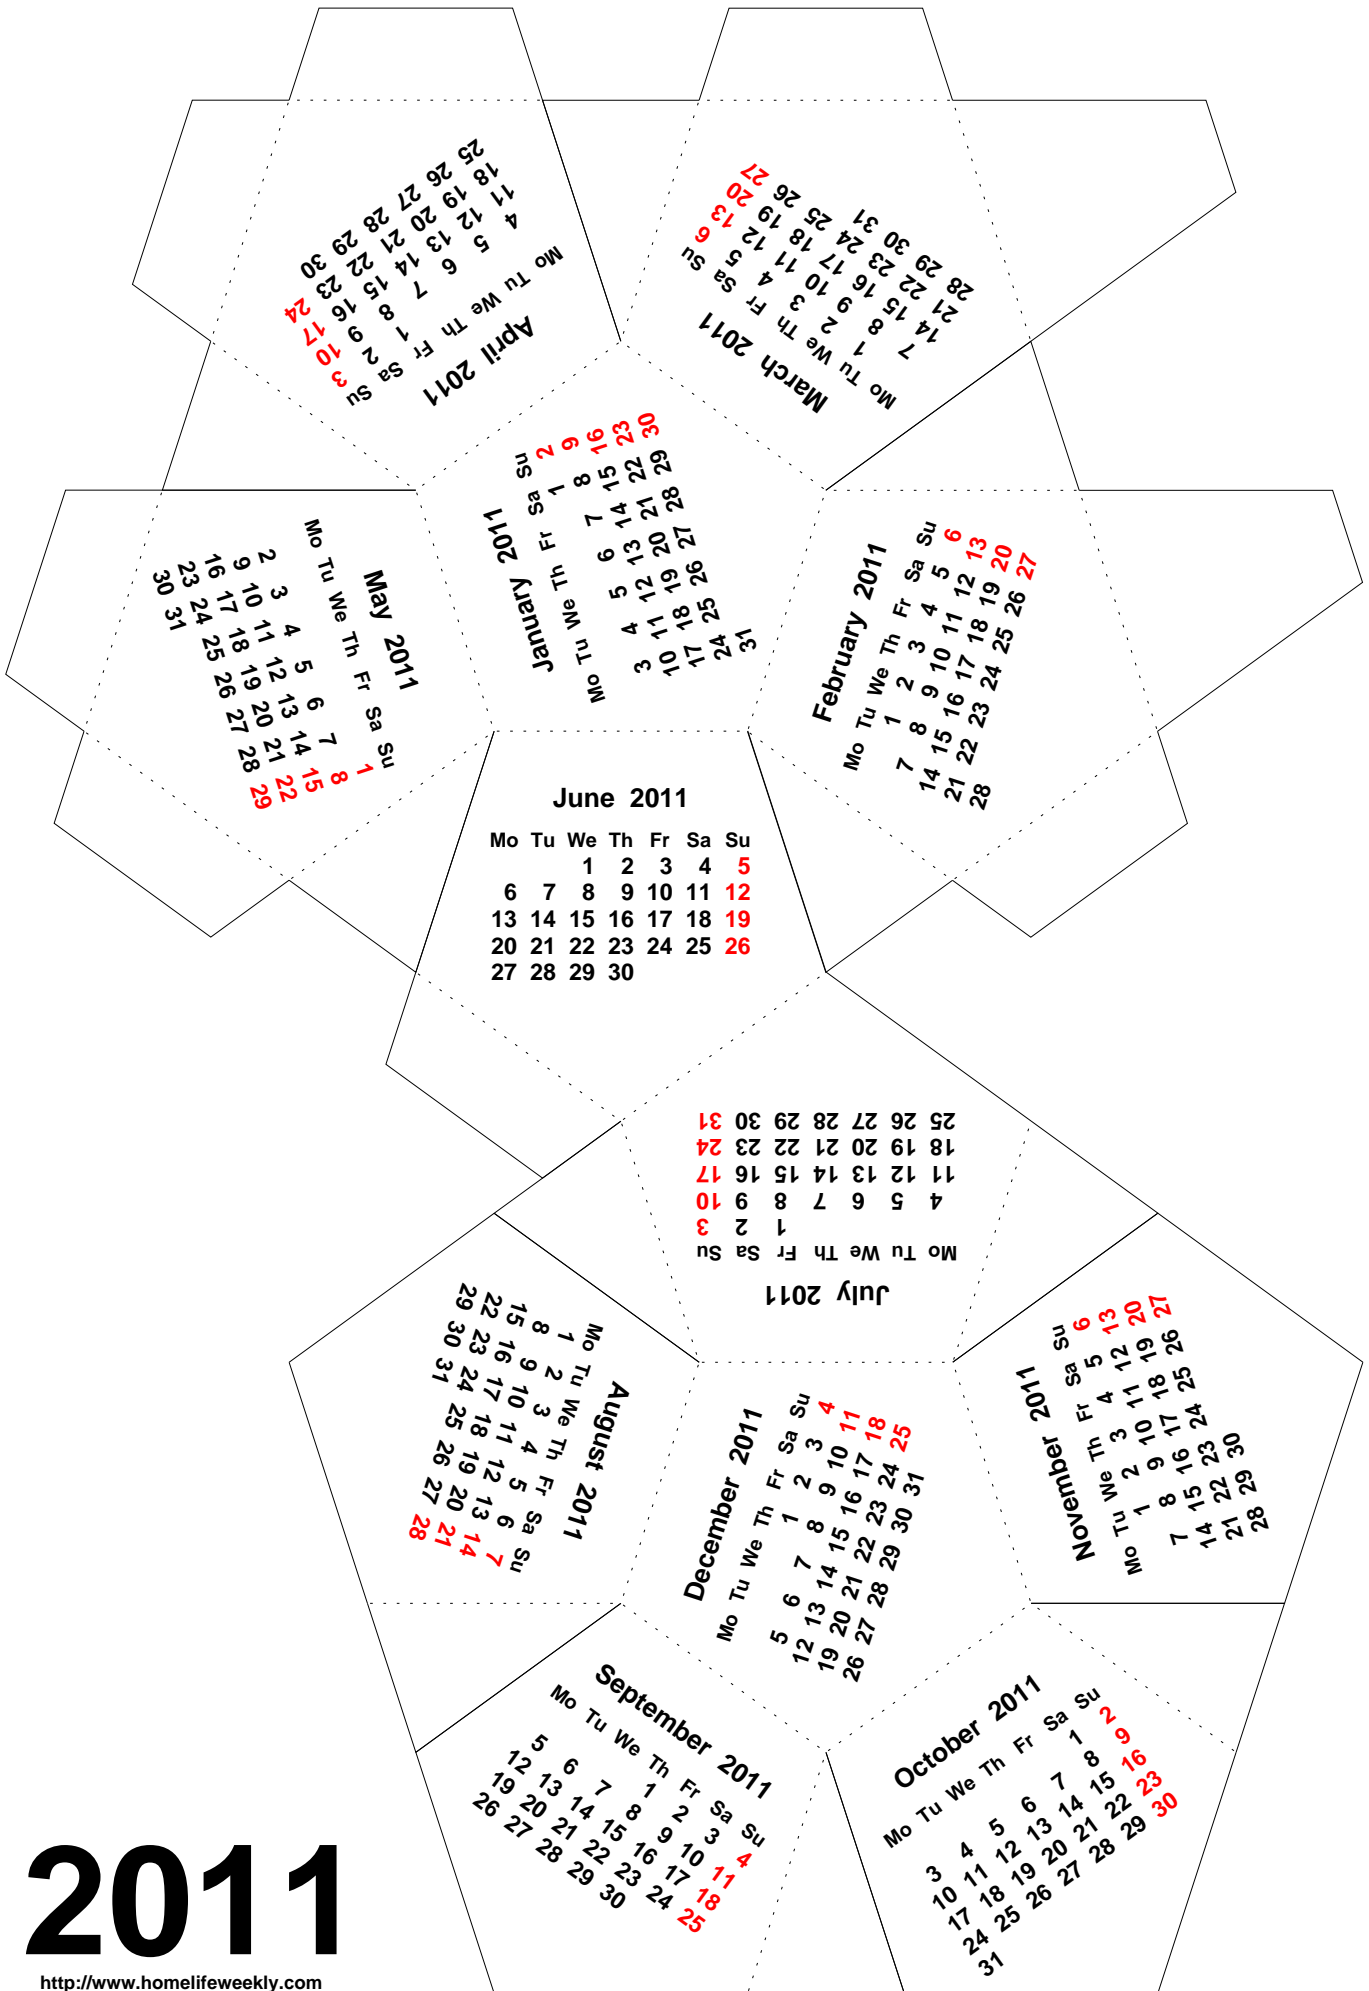 April 2011
Mo Tu We Th Fr Sa Su
1 2 3
4 5 6 7 8 9 10
11 12 13 14 15 16 17
18 19 20 21 22 23 24
25 26 27 28 29 30
March 2011
Mo Tu We Th Fr Sa Su
1 2 3 4 5 6
7 8 9 10 11 12 13
14 15 16 17 18 19 20
21 22 23 24 25 26 27
28 29 30 31
January 2011
Mo Tu We Th Fr Sa Su
1 2
3 4 5 6 7 8 9
10 11 12 13 14 15 16
17 18 19 20 21 22 23
24 25 26 27 28 29 30
31
May 2011
Mo Tu We Th Fr Sa Su
1
2 3 4 5 6 7 8
9 10 11 12 13 14 15
16 17 18 19 20 21 22
23 24 25 26 27 28 29
30 31
February 2011
Mo Tu We Th Fr Sa Su
1 2 3 4 5 6
7 8 9 10 11 12 13
14 15 16 17 18 19 20
21 22 23 24 25 26 27
28
June 2011
Mo Tu We Th Fr Sa Su
1 2 3 4 5
6 7 8 9 10 11 12
13 14 15 16 17 18 19
20 21 22 23 24 25 26
27 28 29 30
July 2011
Mo Tu We Th Fr Sa Su
1 2 3
4 5 6 7 8 9 10
11 12 13 14 15 16 17
18 19 20 21 22 23 24
25 26 27 28 29 30 31
August 2011
Mo Tu We Th Fr Sa Su
1 2 3 4 5 6 7
8 9 10 11 12 13 14
15 16 17 18 19 20 21
22 23 24 25 26 27 28
29 30 31
December 2011
Mo Tu We Th Fr Sa Su
1 2 3 4
5 6 7 8 9 10 11
12 13 14 15 16 17 18
19 20 21 22 23 24 25
26 27 28 29 30 31
November 2011
Mo Tu We Th Fr Sa Su
1 2 3 4 5 6
7 8 9 10 11 12 13
14 15 16 17 18 19 20
21 22 23 24 25 26 27
28 29 30
September 2011
Mo Tu We Th Fr Sa Su
1 2 3 4
5 6 7 8 9 10 11
12 13 14 15 16 17 18
19 20 21 22 23 24 25
26 27 28 29 30
October 2011
Mo Tu We Th Fr Sa Su
1 2
3 4 5 6 7 8 9
10 11 12 13 14 15 16
17 18 19 20 21 22 23
24 25 26 27 28 29 30
31
2011
http://www.homelifeweekly.com